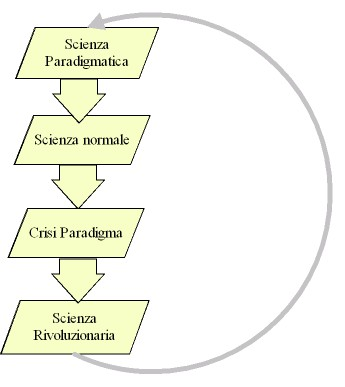 Scienza
Paradigmatica
Scienza normale
Crisi Paradigma
Scienza
Rivoluzionaria